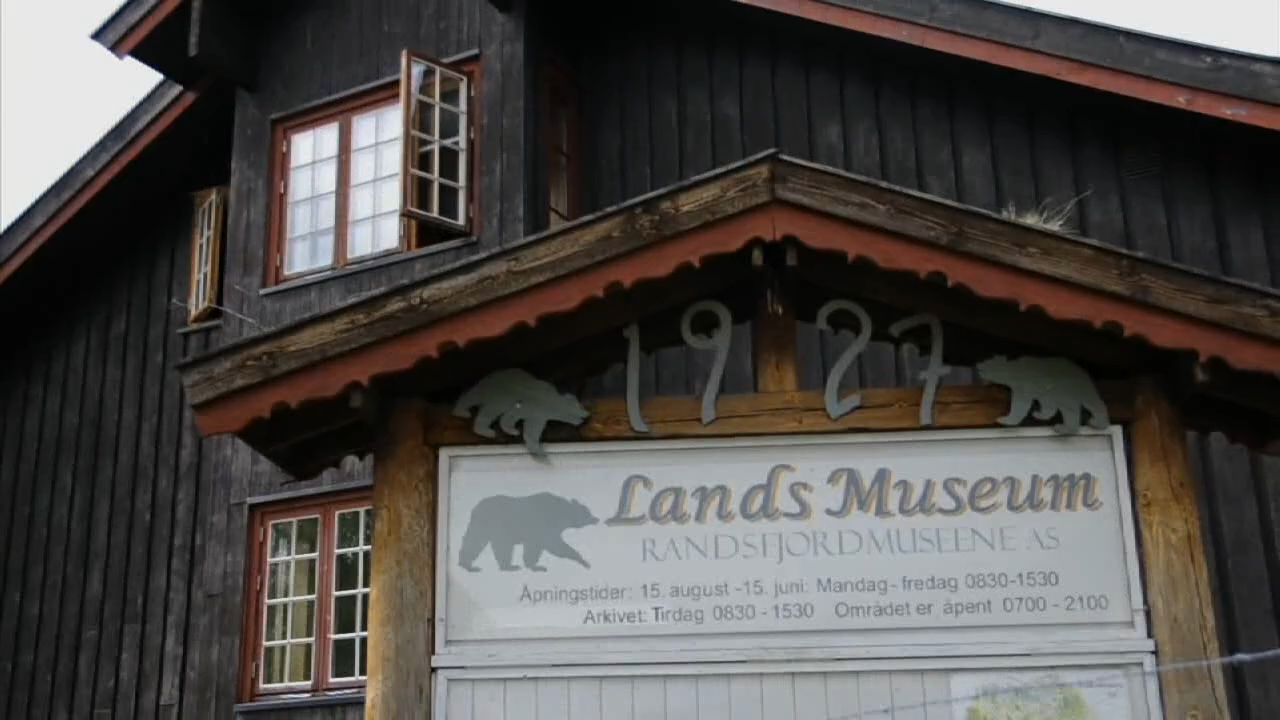 1927
Lands Museum
RANDSFJORDMUSEENE AS
Åpningstider: 15. august -15. juni: Mandag - fredag 0830-1530
Arkivet: Tirdag 0830 - 1530 Området er åpent 0700 - 2100